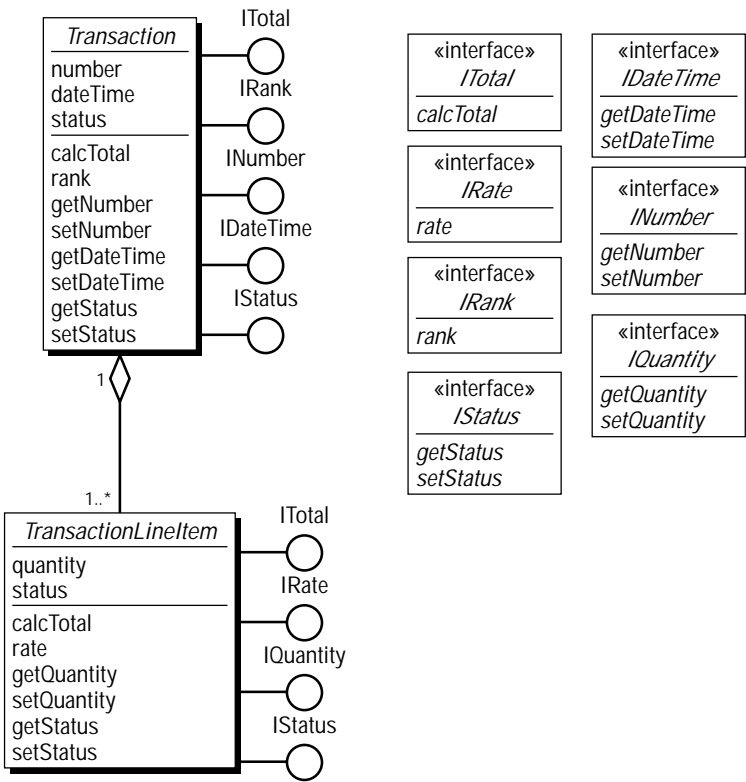 Transaction
number
dateTime
status
calcTotal
rank
getNumber
setNumber
getDateTime
setDateTime
getStatus
setStatus
ITotal
IRank
INumber
IDateTime
IStatus
1
1..*
TransactionLineItem
quantity
status
calcTotal
rate
getQuantity
setQuantity
getStatus
setStatus
ITotal
IRate
IQuantity
IStatus
«interface»
ITotal
calcTotal
«interface»
IRate
rate
«interface»
IRank
rank
«interface»
IStatus
getStatus
setStatus
«interface»
IDateTime
getDateTime
setDateTime
«interface»
INumber
getNumber
setNumber
«interface»
IQuantity
getQuantity
setQuantity